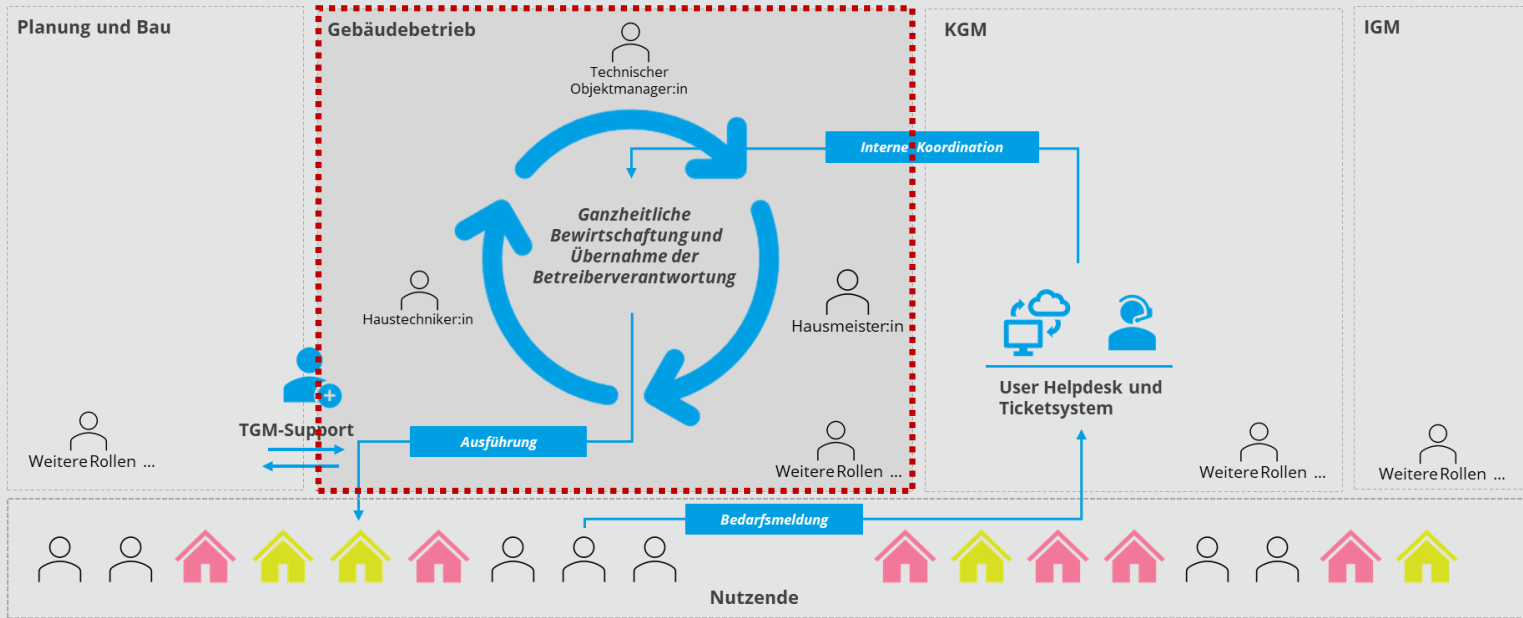 Planung und Bau
Gebäudebetrieb
KGM
IGM
Technischer
Objektmanager:in
Interne Koordination
Ganzheitliche
Bewirtschaftung und
Übernahme der
Betreiberverantwortung
Haustechniker:in
Hausmeister:in
User Helpdesk und
Ticketsystem
TGM-Support
Ausführung
Weitere Rollen ...
Weitere Rollen ...
Weitere Rollen ...
Weitere Rollen ...
Bedarfsmeldung
Nutzende